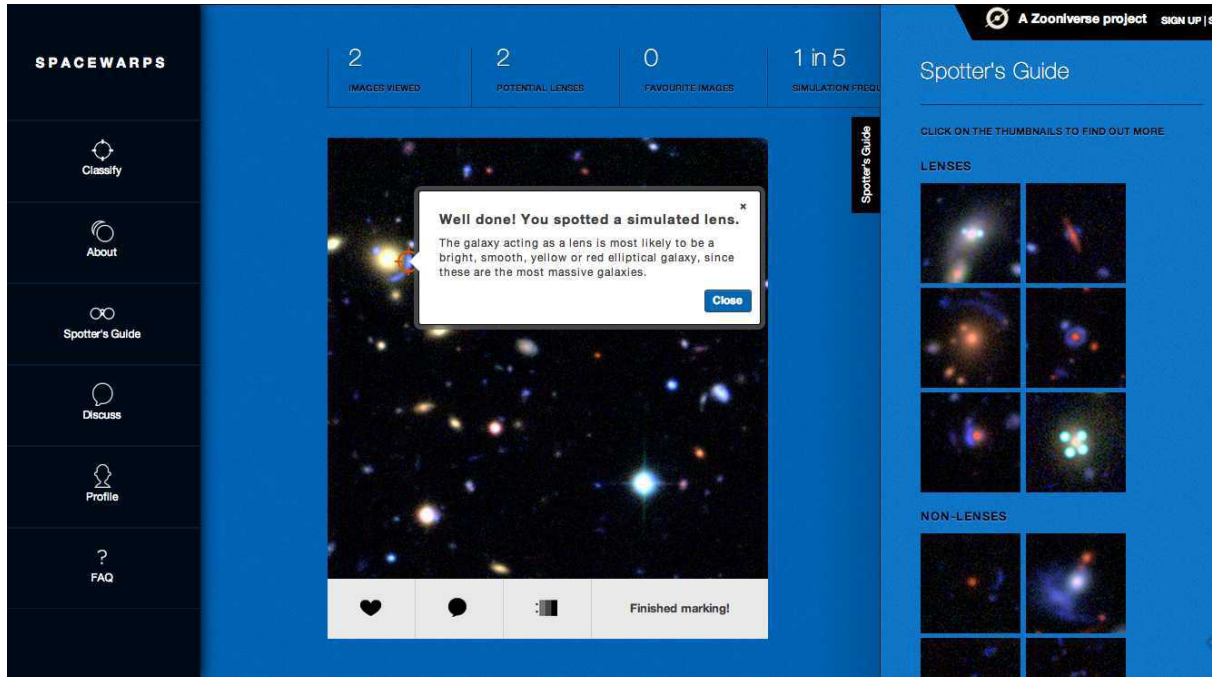 SPACEWARPS
Classify
About
Spotter's Guide
Discuss
Profile
?
FAQ
2
IMAGES VIEWED
2
POTENTIAL LENSES
0
FAVOURITE IMAGES
1 in 5
SIMULATION FREQU
Spotter's Guide
Well done! You spotted a simulated lens.
The galaxy acting as a lens is most likely to be a
bright, smooth, yellow or red elliptical galaxy, since
these are the most massive galaxies.
Close
Finished marking!
A Zooniverse project SIGN UP | S
Spotter's Guide
CLICK ON THE THUMBNAILS TO FIND OUT MORE
LENSES
NON-LENSES